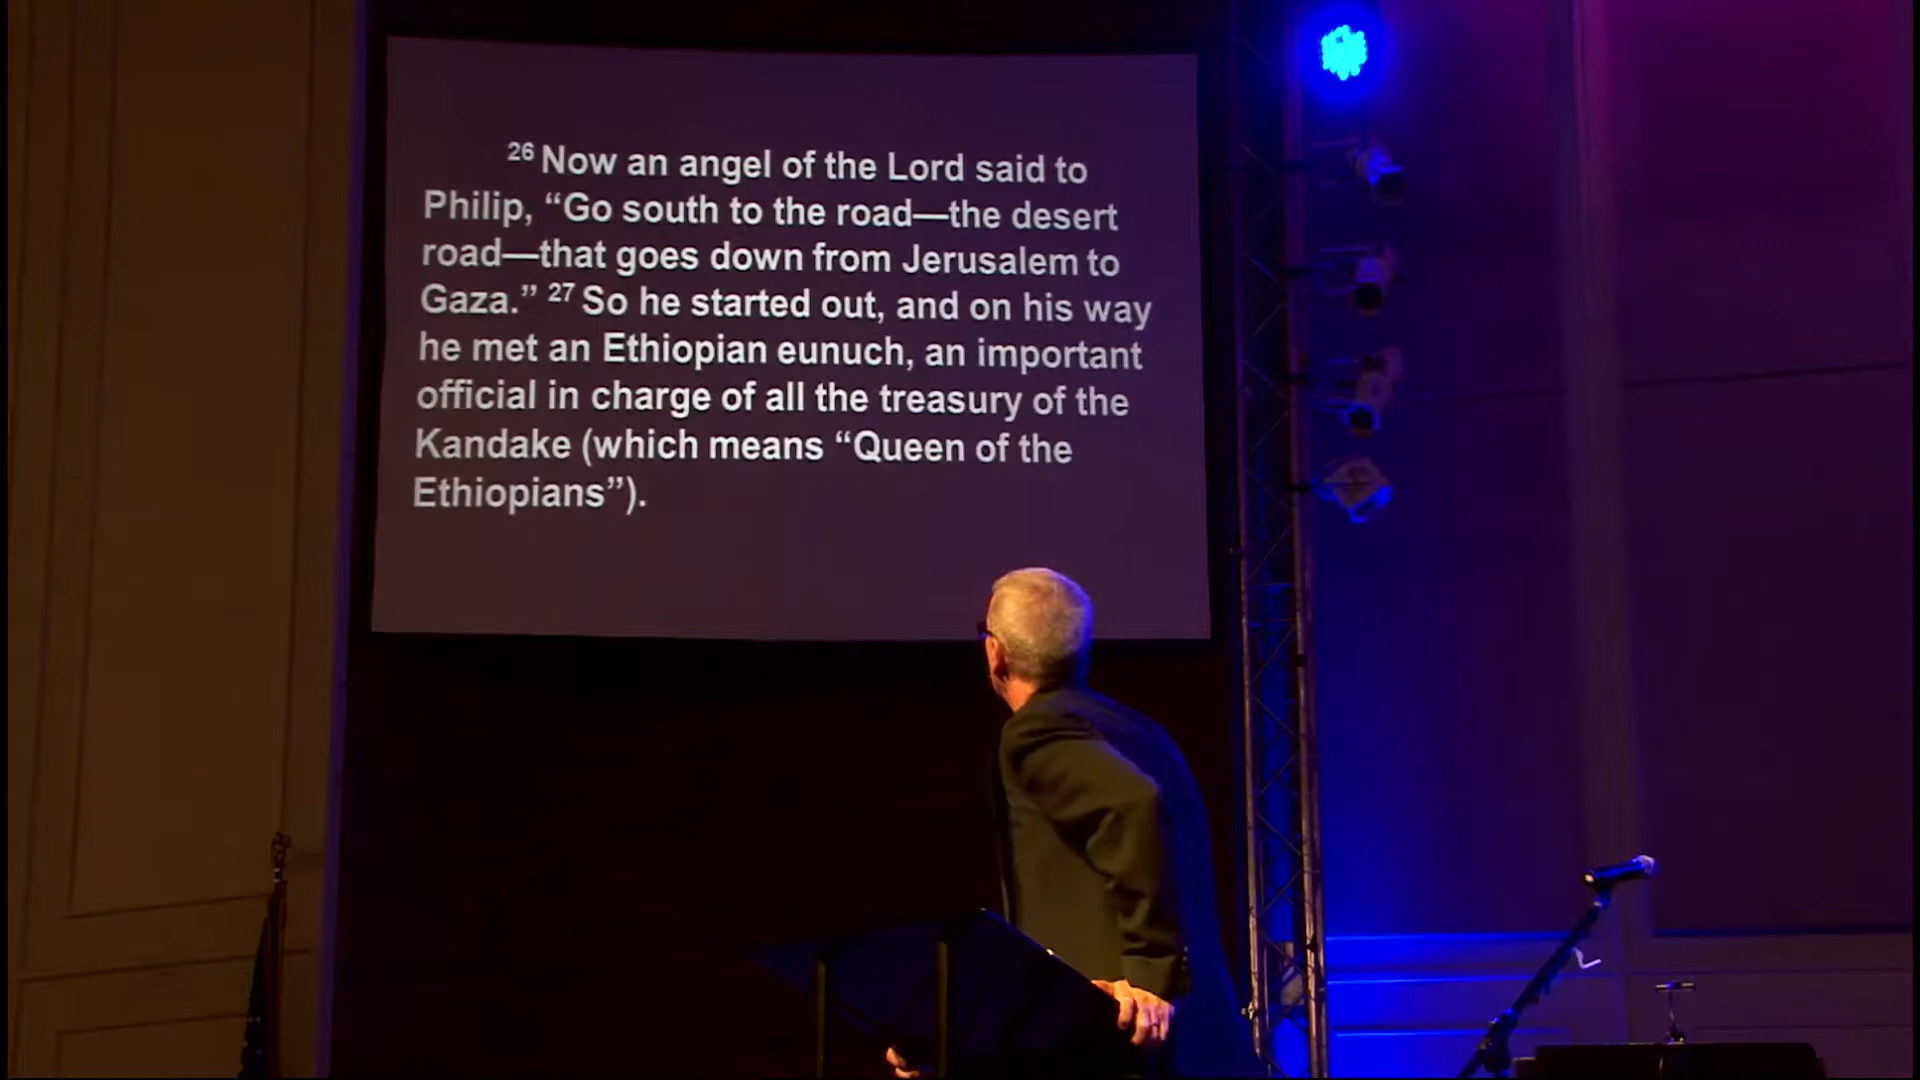 26 Now an angel of the Lord said to
Philip, “Go south to the road—the desert
road—that goes down from Jerusalem to
Gaza.” 27 So he started out, and on his way
he met an Ethiopian eunuch, an important
official in charge of all the treasury of the
Kandake (which means “Queen of the
Ethiopians”).